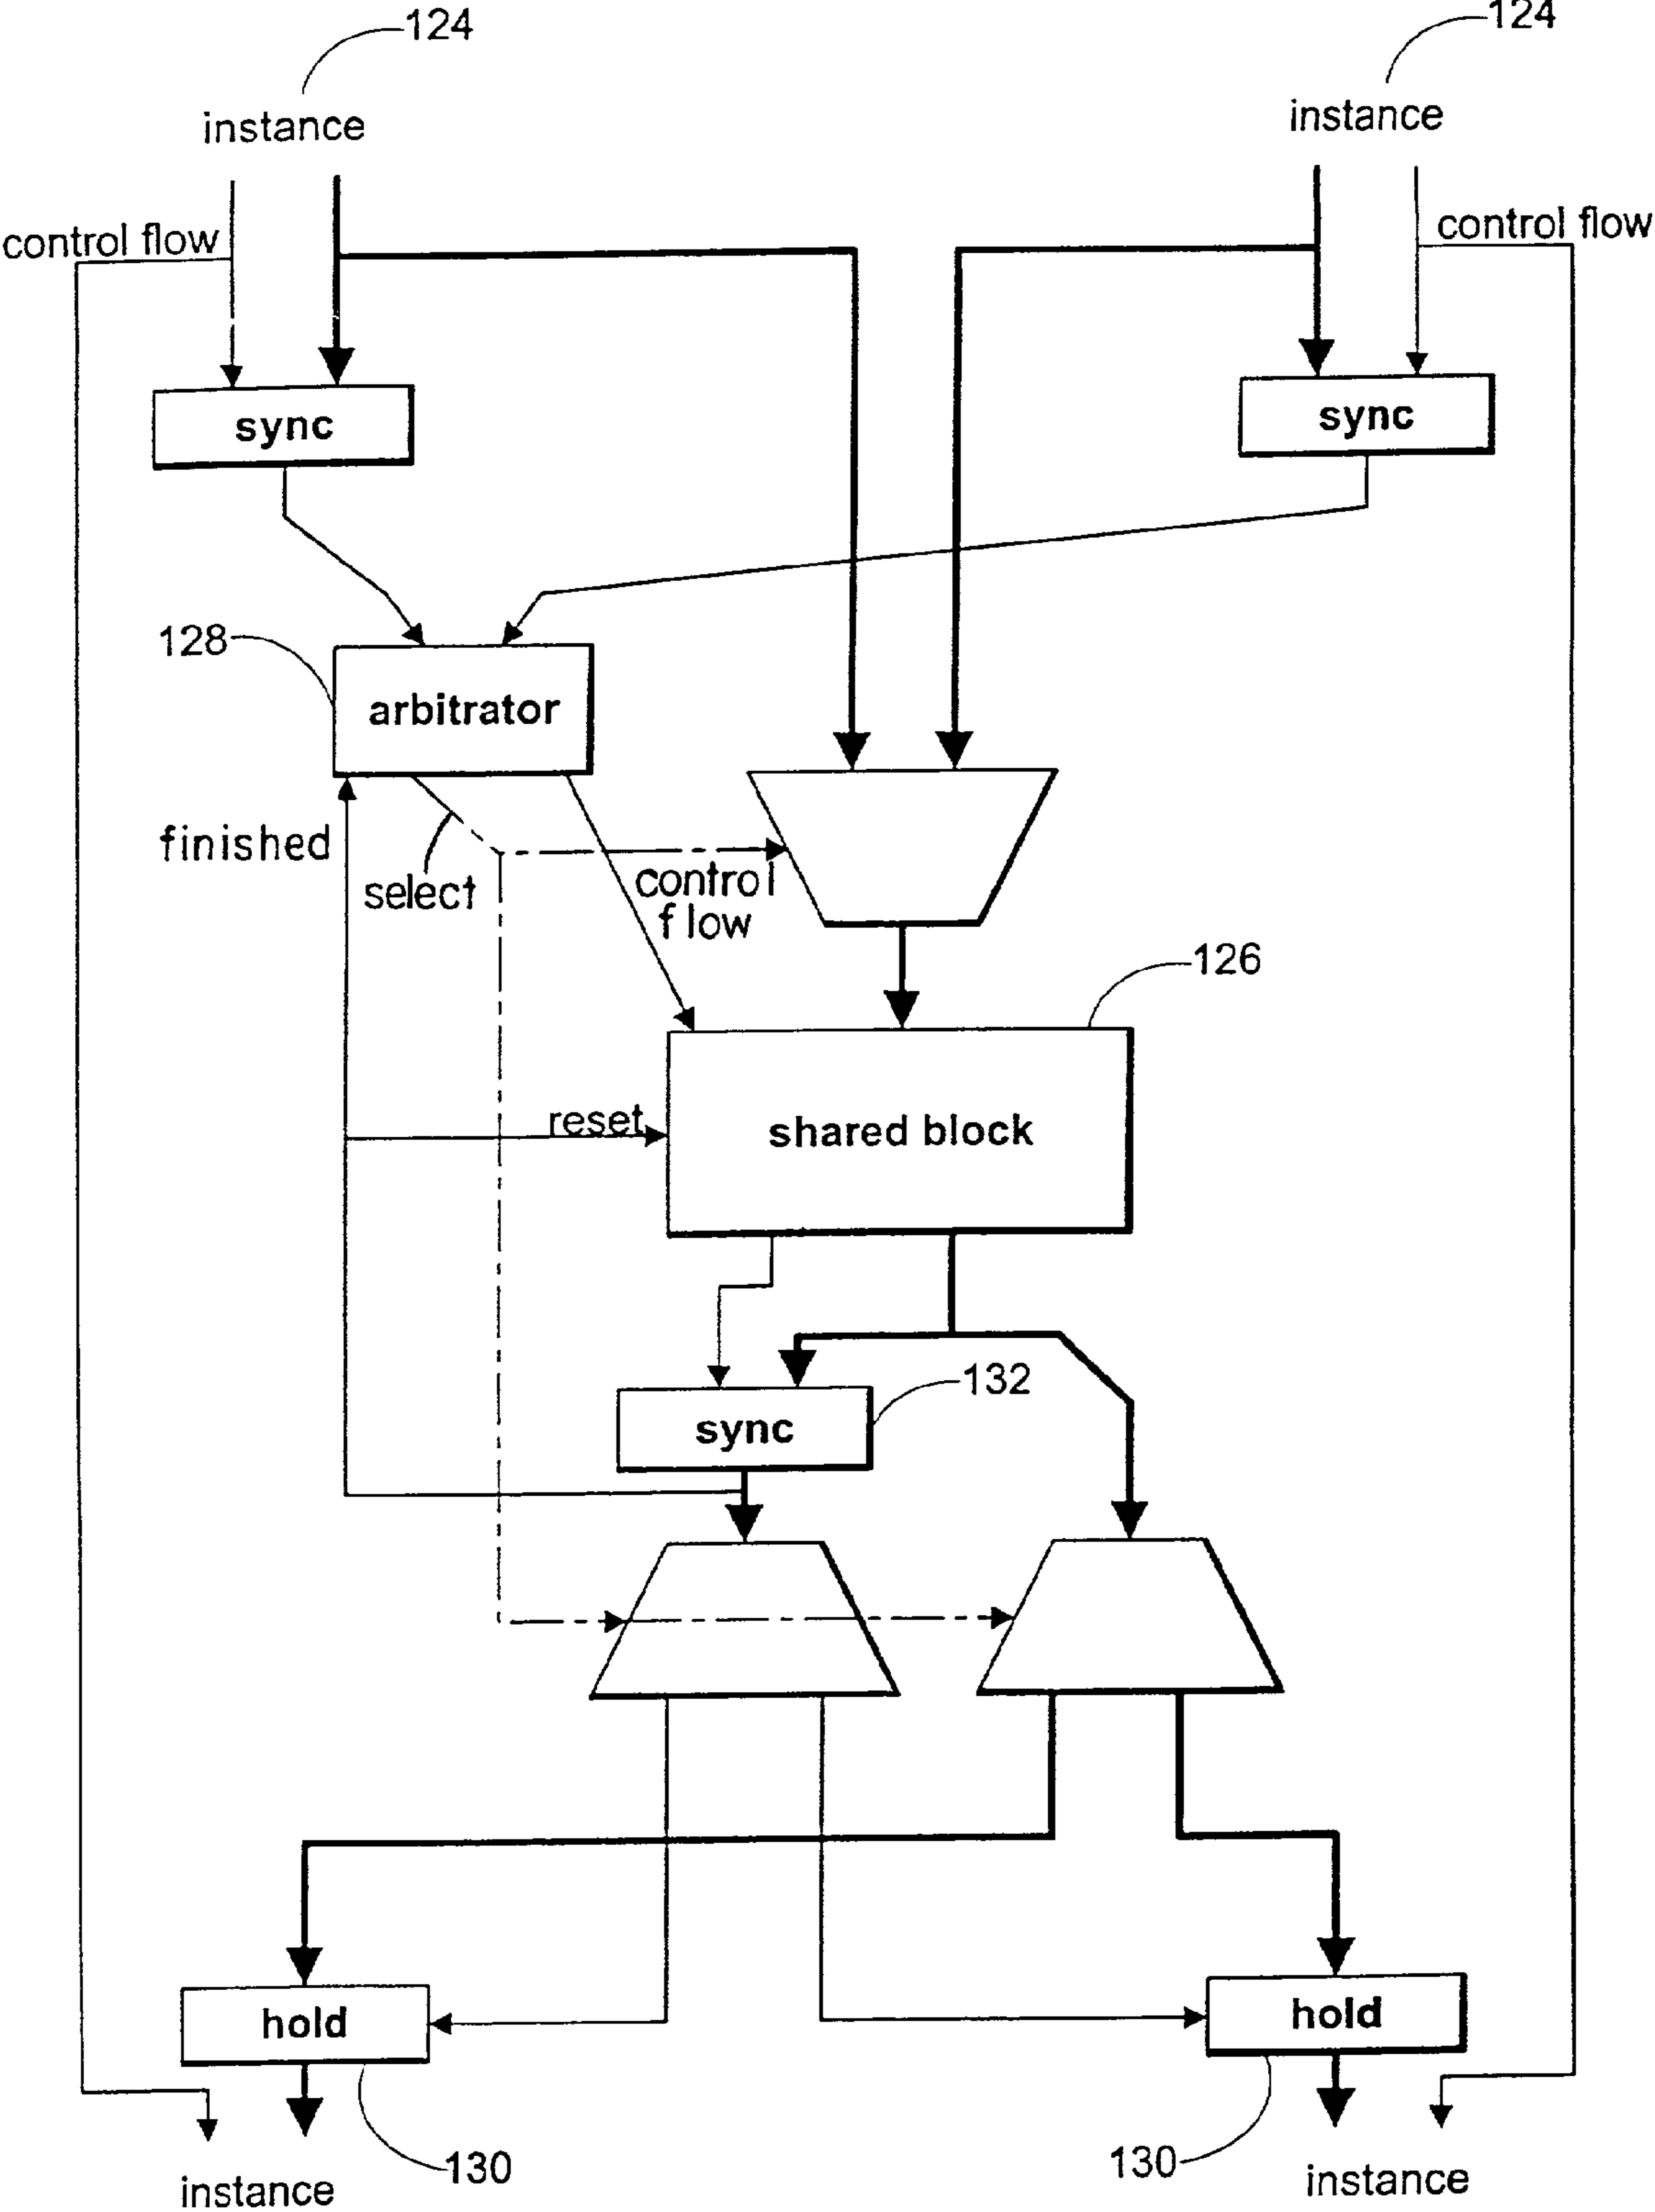 124
124
instance
instance
control flow
control flow
sync
sync
128
arbitrator
finished
select
control
flow
126
reset
shared block
132
sync
hold
hold
130
130
instance
instance